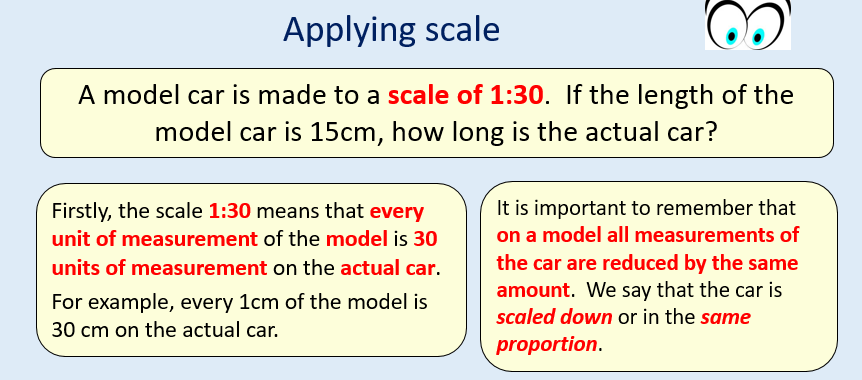 Applying scale
A model car is made to a scale of 1:30. If the length of the
model car is 15cm, how long is the actual car?
Firstly, the scale 1:30 means that every
unit of measurement of the model is 30
units of measurement on the actual car.
For example, every 1cm of the model is
30 cm on the actual car.
It is important to remember that
on a model all measurements of
the car are reduced by the same
amount. We say that the car is
scaled down or in the same
proportion.